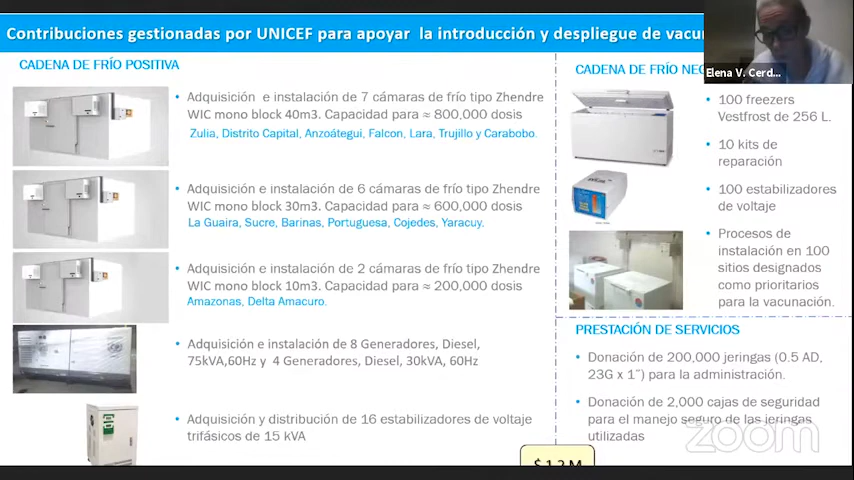 Contribuciones gestionadas por UNICEF para apoyar la introducción y despliegue de
CADENA DE FRÍO POSITIVA
• Adquisición e instalación de 7 cámaras de frío tipo Zhendre
WIC mono block 40m3. Capacidad para ≈ 800,000 dosis
Zulia, Distrito Capital, Anzoátegui, Falcon, Lara, Trujillo y Carabobo.
• Adquisición e instalación de 6 cámaras de frío tipo Zhendre
WIC mono block 30m3. Capacidad para ≈ 600,000 dosis
La Guaira, Sucre, Barinas, Portuguesa, Cojedes, Yaracuy.
• Adquisición e instalación de 2 cámaras de frío tipo Zhendre
WIC mono block 10m3. Capacidad para ≈ 200,000 dosis
Amazonas, Delta Amacuro.
• Adquisición e instalación de 8 Generadores, Diesel,
75kVA,60Hz y 4 Generadores, Diesel, 30kVA, 60Hz
• Adquisición y distribución de 16 estabilizadores de voltaje
trifásicos de 15 kVA
CADENA DE FRÍO
Elena V. Cerd...
• 100 freezers
Vestfrost de 256 L.
• 10 kits de
reparación
• 100 estabilizadores
de voltaje
• Procesos de
instalación en 100
sitios designados
como prioritarios
para la vacunación.
PRESTACIÓN DE SERVICIOS
• Donación de 200,000 jeringas (0.5 AD,
23G x 1") para la administración.
• Donación de 2,000 cajas de seguridad
para el manejo seguro de las jeringas
utilizadas
zoom